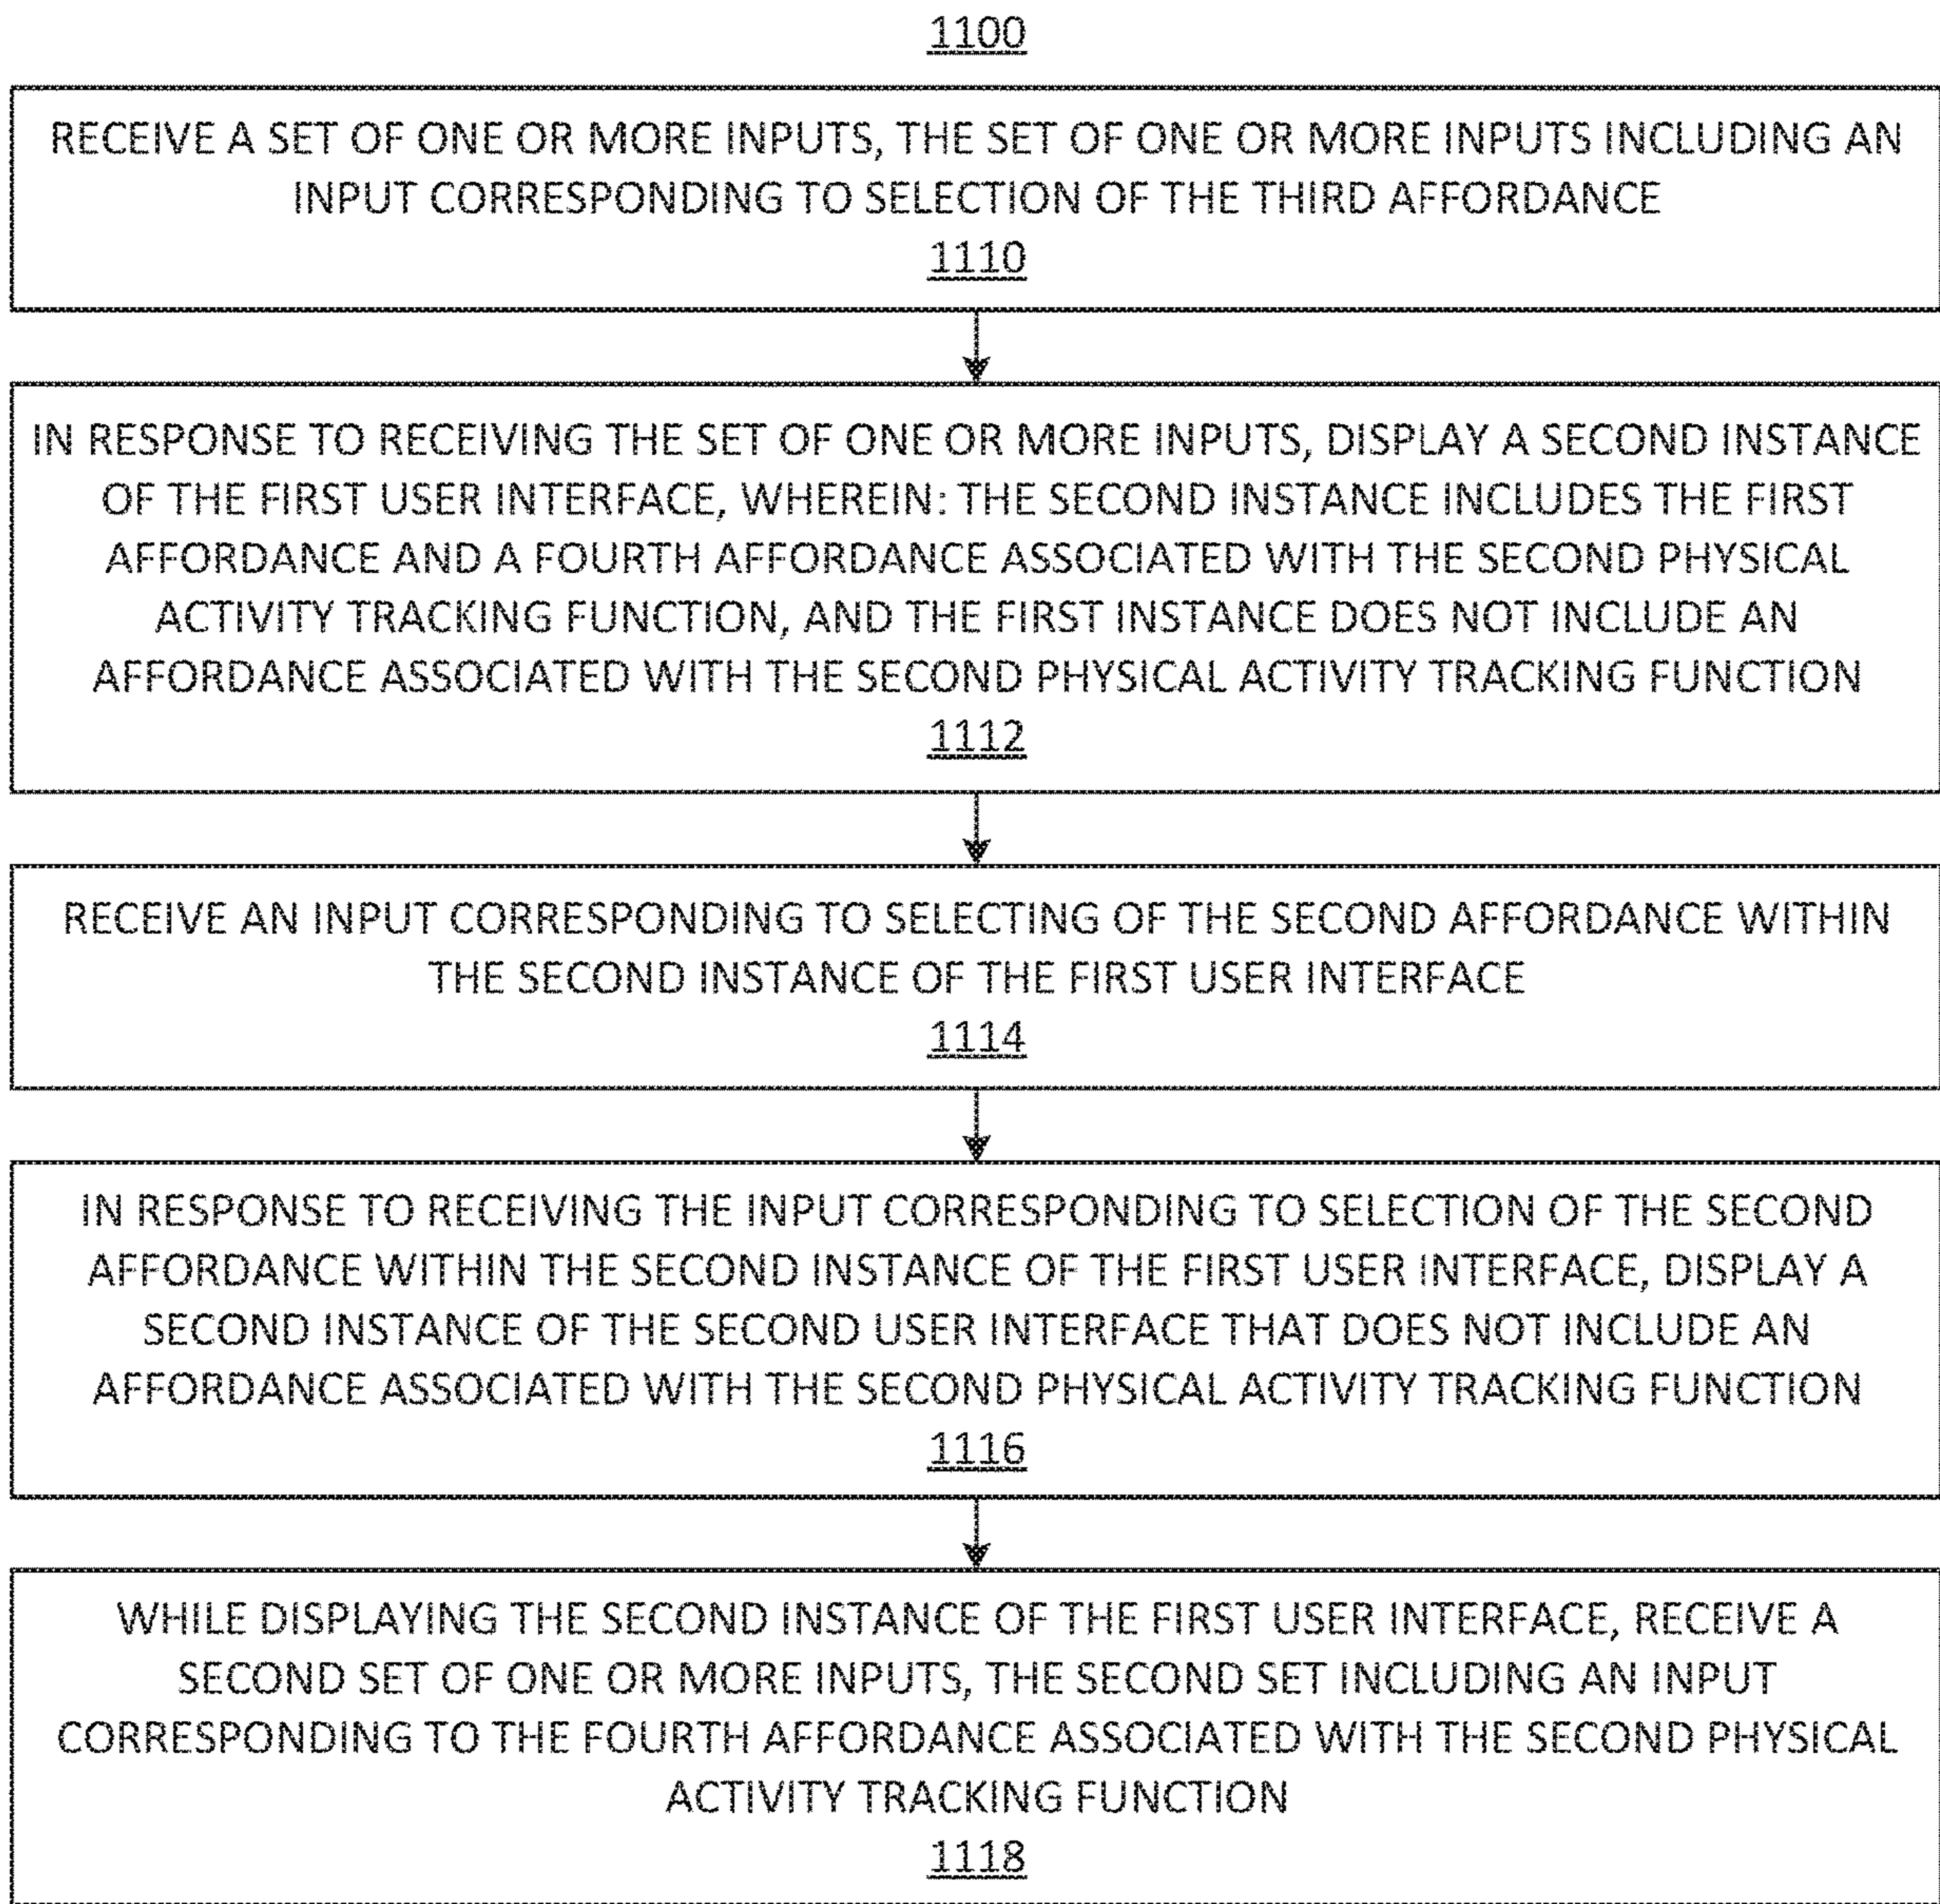 1100
RECEIVE A SET OF ONE OR MORE INPUTS, THE SET OF ONE OR MORE INPUTS INCLUDING AN
INPUT CORRESPONDING TO SELECTION OF THE THIRD AFFORDANCE
1110
IN RESPONSE TO RECEIVING THE SET OF ONE OR MORE INPUTS, DISPLAY A SECOND INSTANCE
OF THE FIRST USER INTERFACE, WHEREIN: THE SECOND INSTANCE INCLUDES THE FIRST
AFFORDANCE AND A FOURTH AFFORDANCE ASSOCIATED WITH THE SECOND PHYSICAL
ACTIVITY TRACKING FUNCTION, AND THE FIRST INSTANCE DOES NOT INCLUDE AN
AFFORDANCE ASSOCIATED WITH THE SECOND PHYSICAL ACTIVITY TRACKING FUNCTION
1112
RECEIVE AN INPUT CORRESPONDING TO SELECTING OF THE SECOND AFFORDANCE WITHIN
THE SECOND INSTANCE OF THE FIRST USER INTERFACE
1114
IN RESPONSE TO RECEIVING THE INPUT CORRESPONDING TO SELECTION OF THE SECOND
AFFORDANCE WITHIN THE SECOND INSTANCE OF THE FIRST USER INTERFACE, DISPLAY A
SECOND INSTANCE OF THE SECOND USER INTERFACE THAT DOES NOT INCLUDE AN
AFFORDANCE ASSOCIATED WITH THE SECOND PHYSICAL ACTIVITY TRACKING FUNCTION
1116
WHILE DISPLAYING THE SECOND INSTANCE OF THE FIRST USER INTERFACE, RECEIVE A
SECOND SET OF ONE OR MORE INPUTS, THE SECOND SET INCLUDING AN INPUT
CORRESPONDING TO THE FOURTH AFFORDANCE ASSOCIATED WITH THE SECOND PHYSICAL
ACTIVITY TRACKING FUNCTION
1118